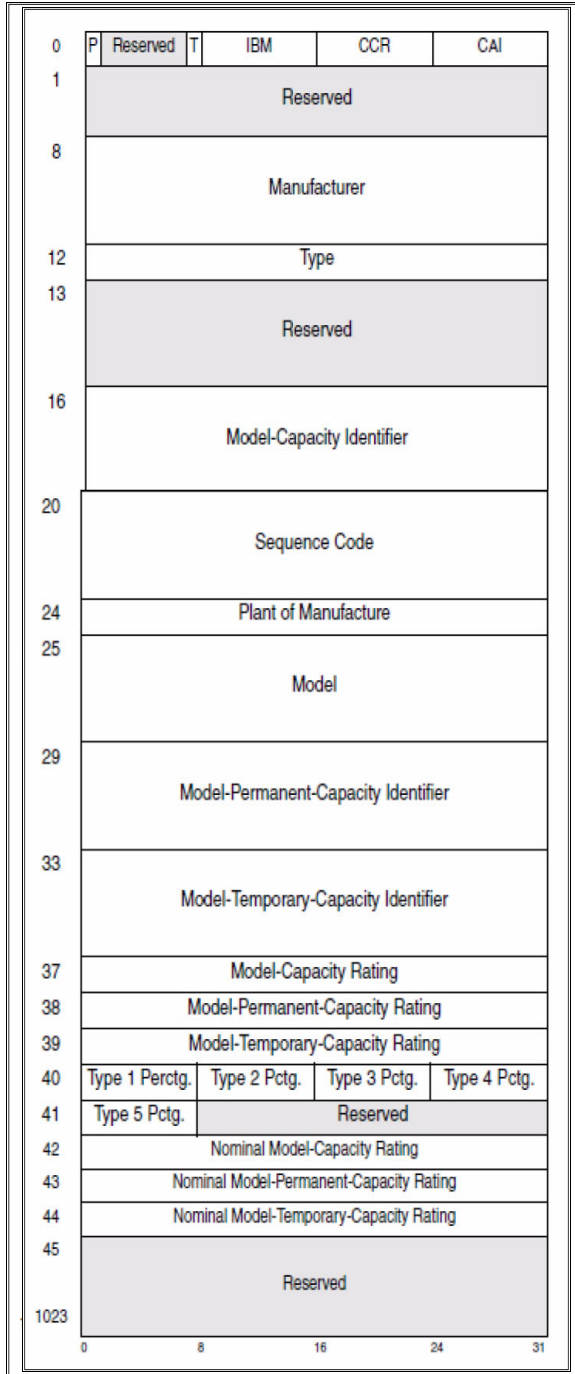 0 P Reserved T IBM CCR CAI
1
Reserved
8
Manufacturer
12 Type
13
Reserved
16
Model-Capacity Identifier
20
Sequence Code
24 Plant of Manufacture
25
Model
29
Model-Permanent-Capacity Identifier
33
Model-Temporary-Capacity Identifier
37 Model-Capacity Rating
38 Model-Permanent-Capacity Rating
39 Model-Temporary-Capacity Rating
40 Type 1 Perctg. Type 2 Pctg. Type 3 Pctg. Type 4 Pctg.
41 Type 5 Pctg. Reserved
42 Nominal Model-Capacity Rating
43 Nominal Model-Permanent-Capacity Rating
44 Nominal Model-Temporary-Capacity Rating
45
Reserved
1023
0 8 16 24 31